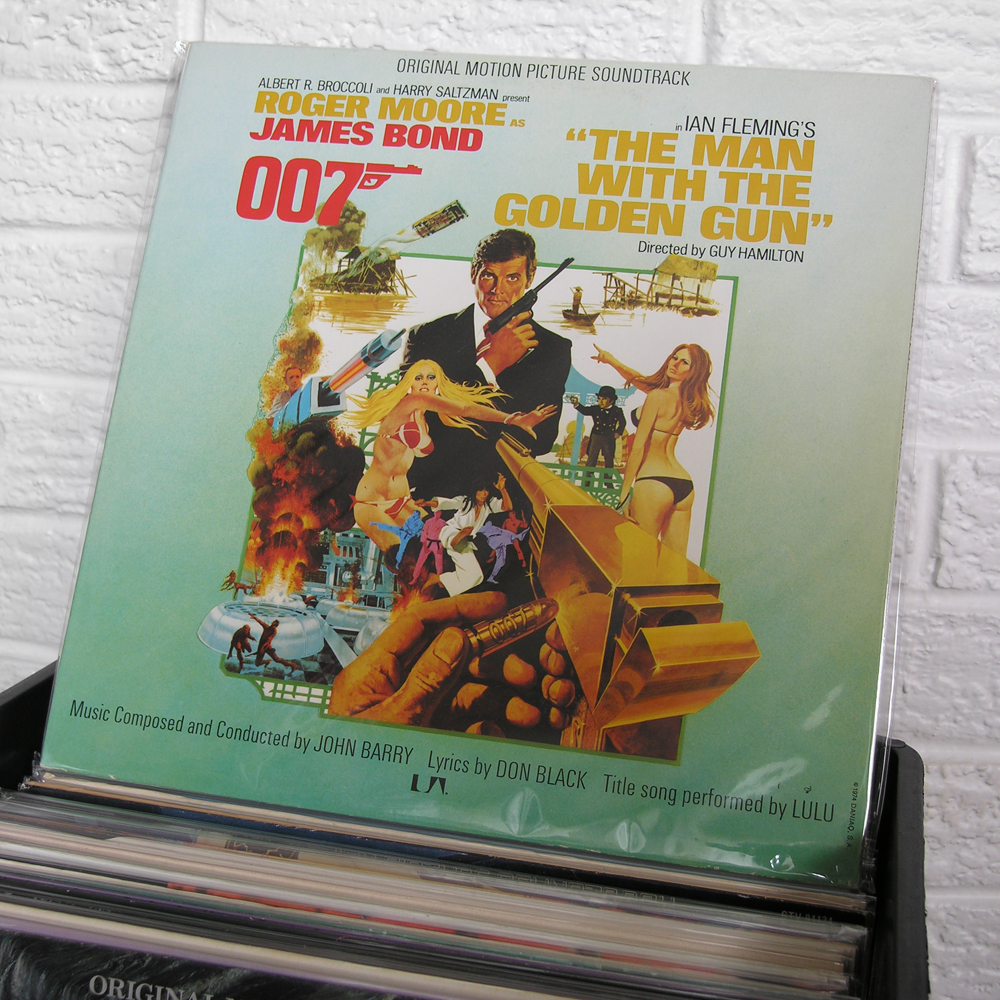 ORIGINAL MOTION PICTURE SOUNDTRACK
ALBERT R. BROCCOLI and HARRY SALTZMAN present
ROGER MOORE AS
JAMES BOND
007
in IAN FLEMING'S
“THE MAN
WITH THE
GOLDEN GUN”
Directed by GUY HAMILTON
Music Composed and Conducted by JOHN BARRY Lyrics by DON BLACK Title song performed by LULU
UA.
© 1974 DANJAQ, S.A.
ORIGINAL